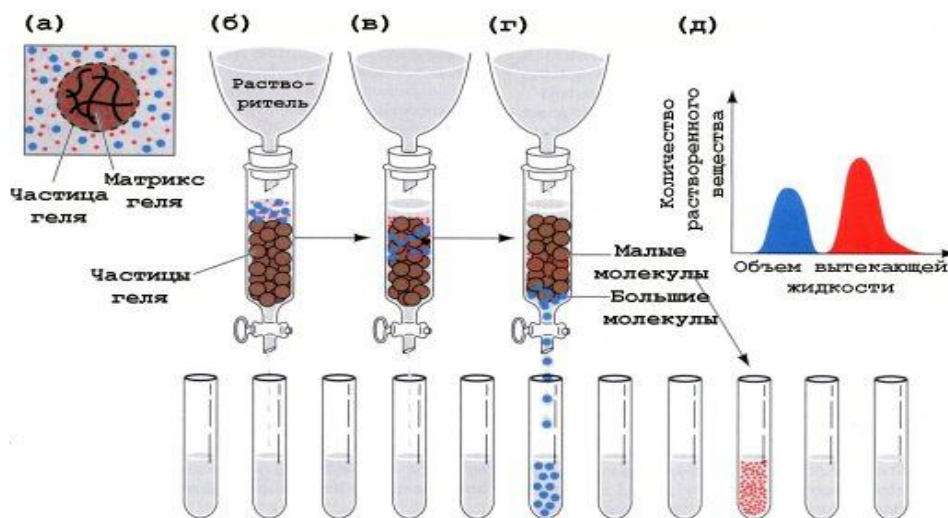 (а)
(б)
(в)
(г)
(д)
Раство-
ритель
Количество
растворенного
вещества
Частица
геля
Матрикс
геля
Частицы
геля
Малые
молекулы
Большие
молекулы
Объем вытекающей
жидкости